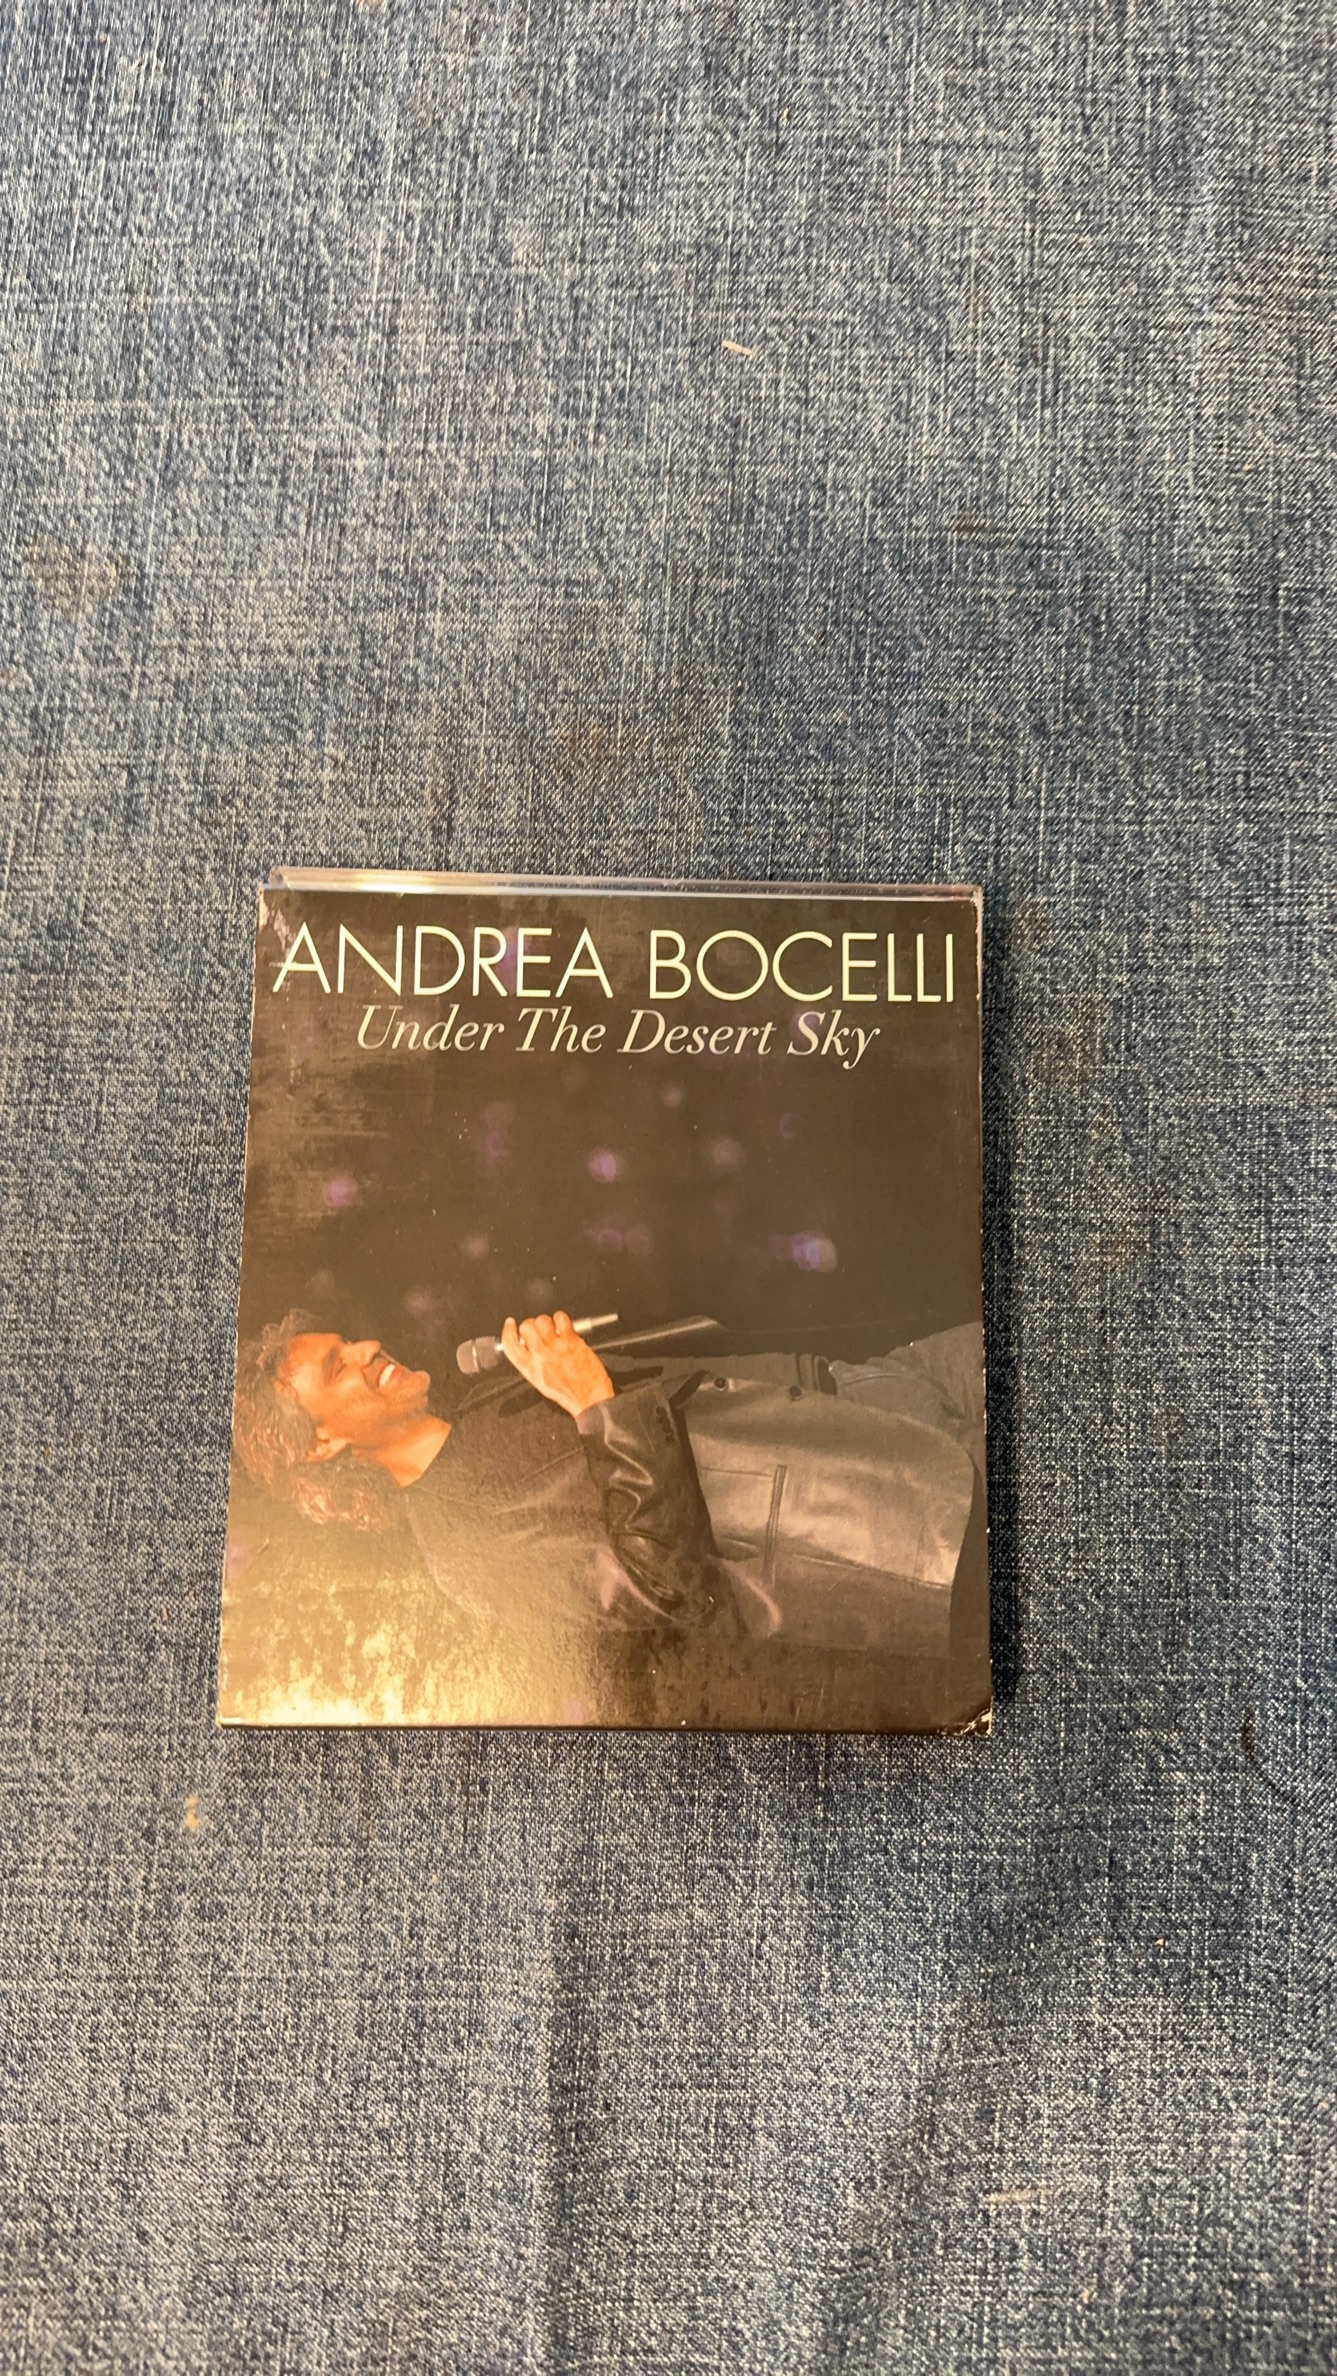 ANDREA BOCELLI
Under The Desert Sky